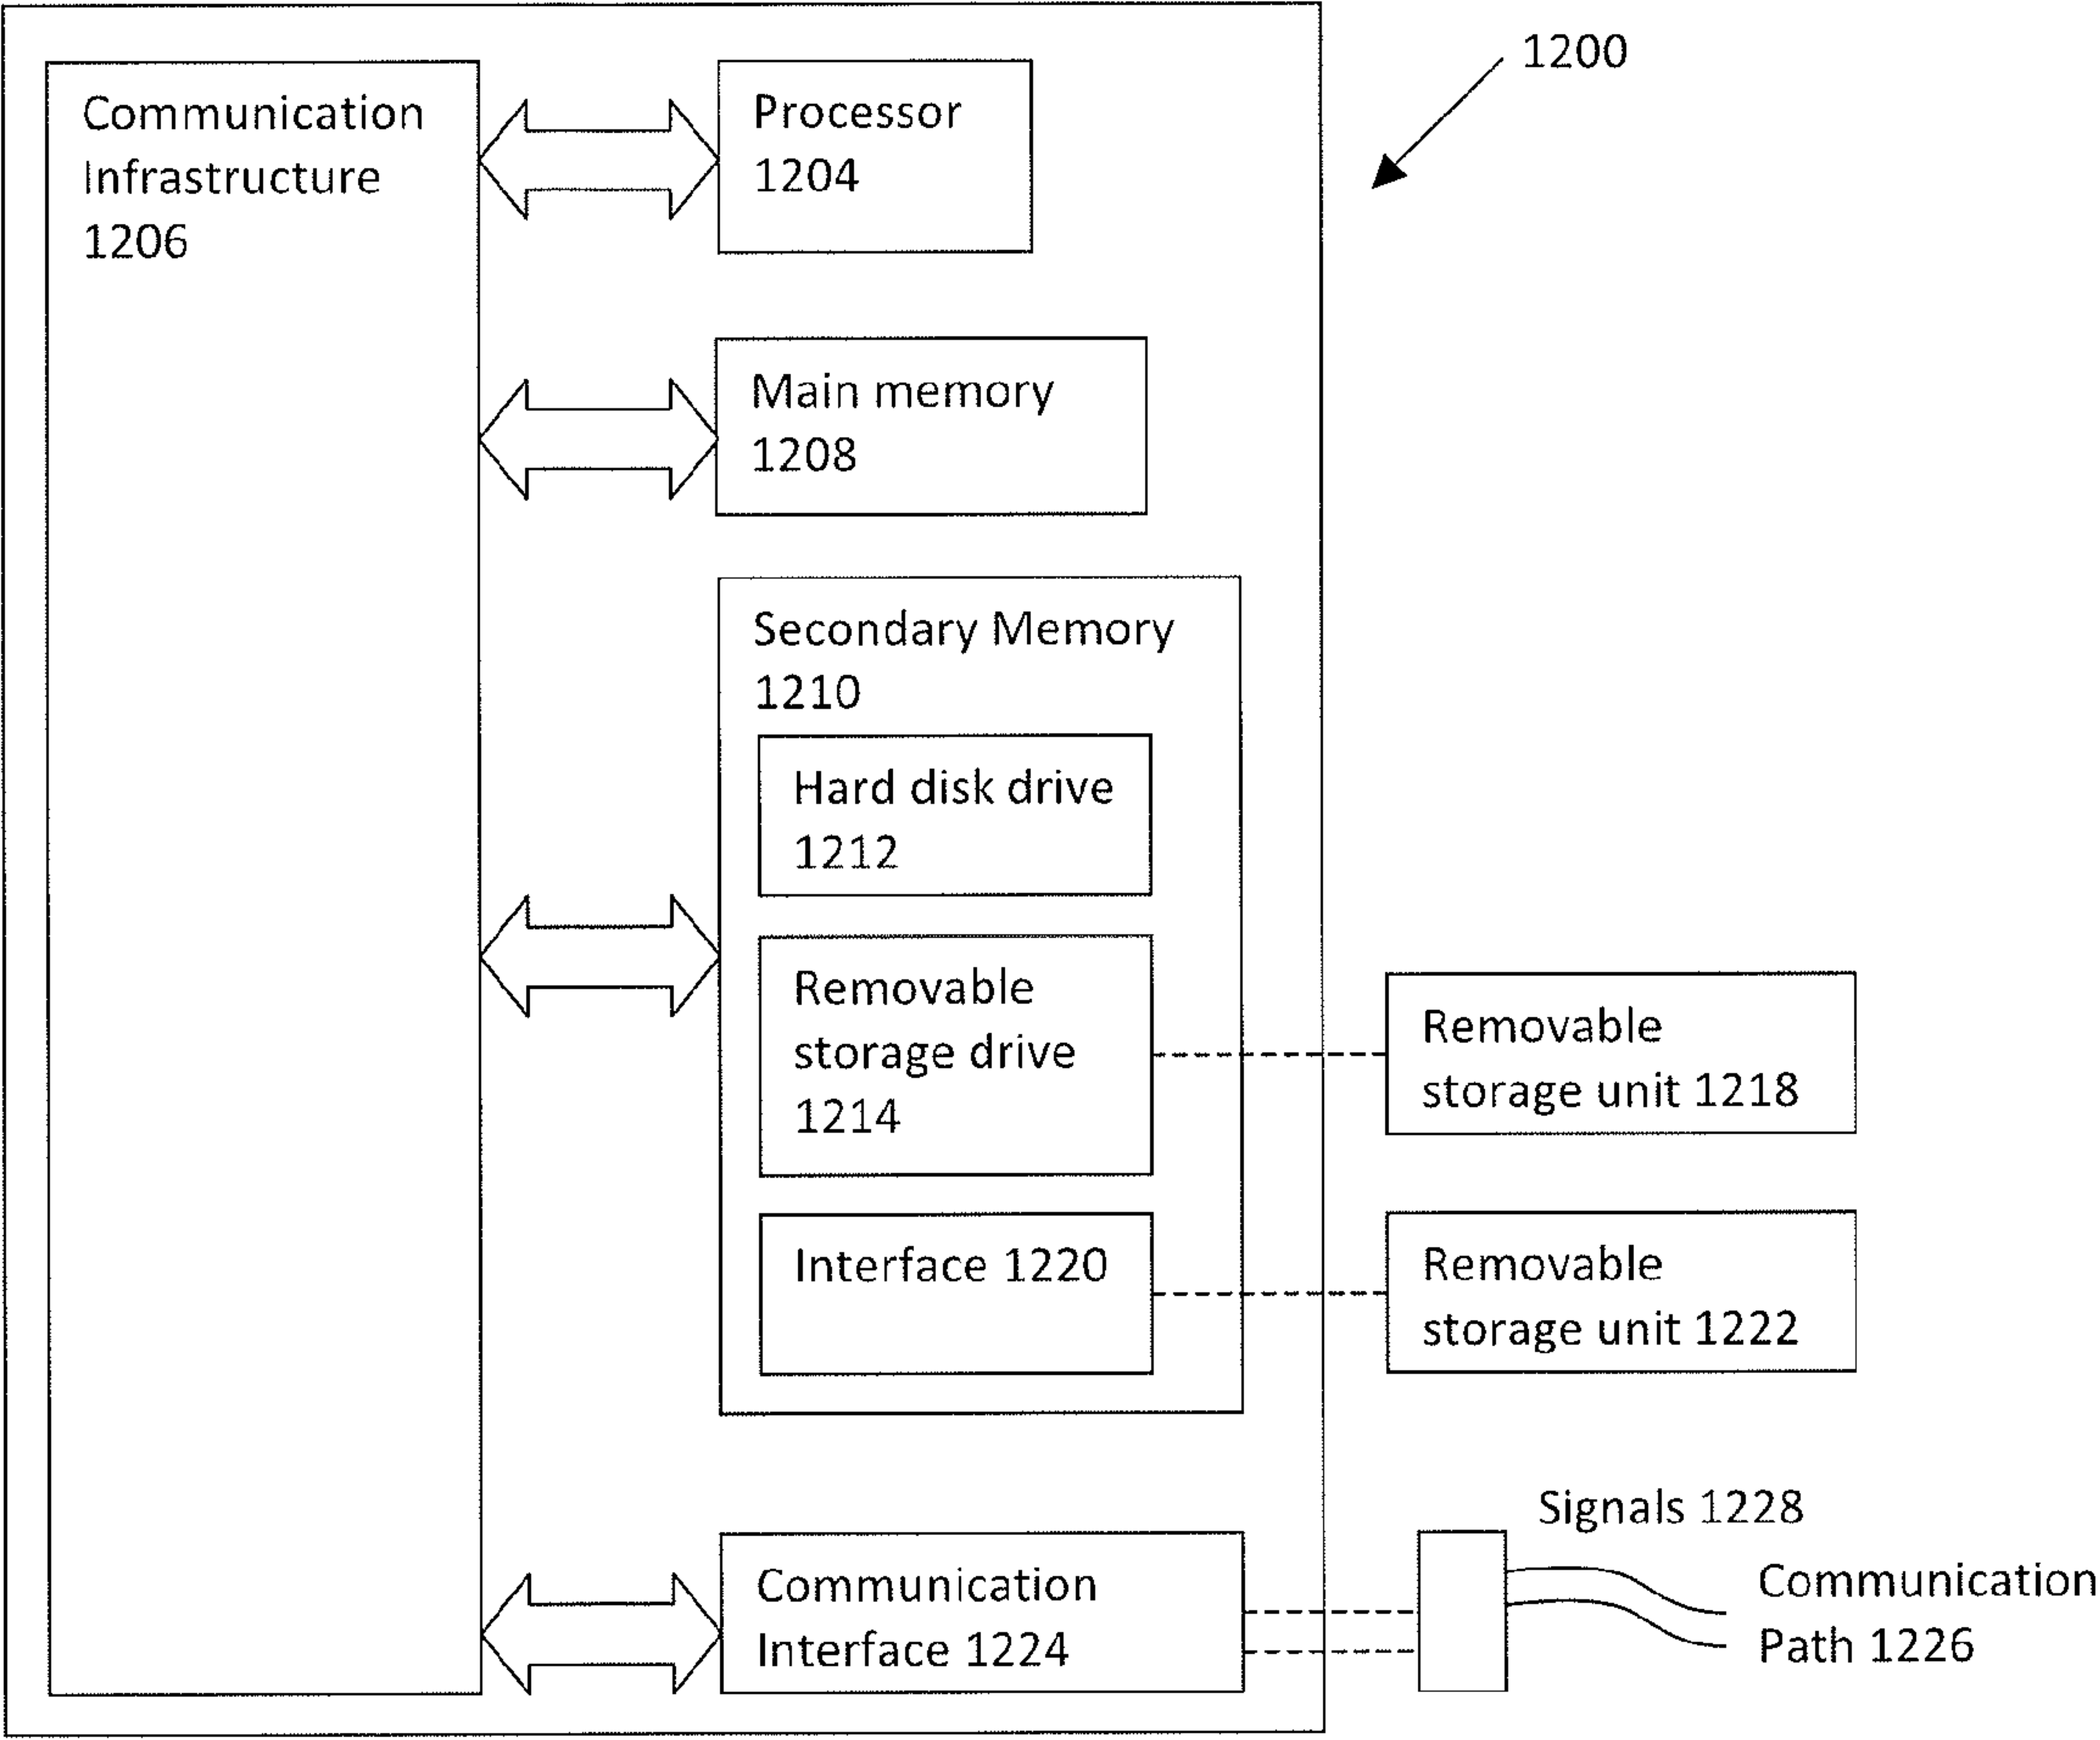 1200
Communication
Infrastructure
1206
Processor
1204
Main memory
1208
Secondary Memory
1210
Hard disk drive
1212
Removable
storage drive
1214
Removable
storage unit 1218
Interface 1220
Removable
storage unit 1222
Signals 1228
Communication
Interface 1224
Communication
Path 1226